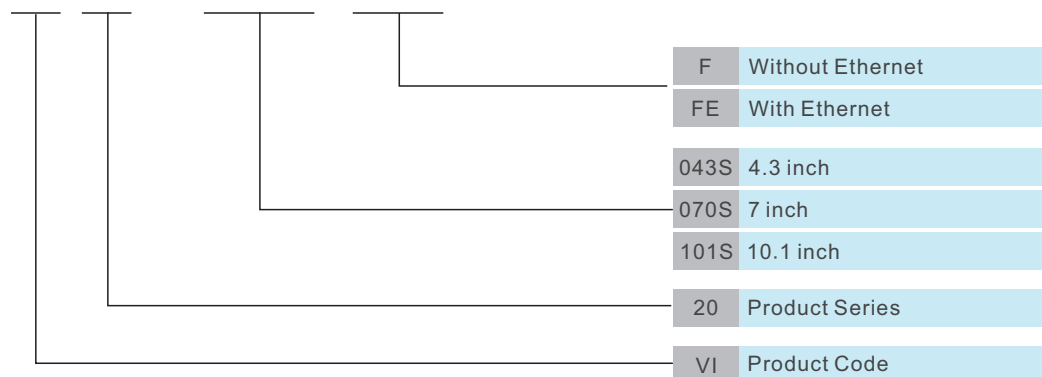 F Without Ethernet
FE With Ethernet
043S 4.3 inch
070S 7 inch
101S 10.1 inch
20 Product Series
VI Product Code